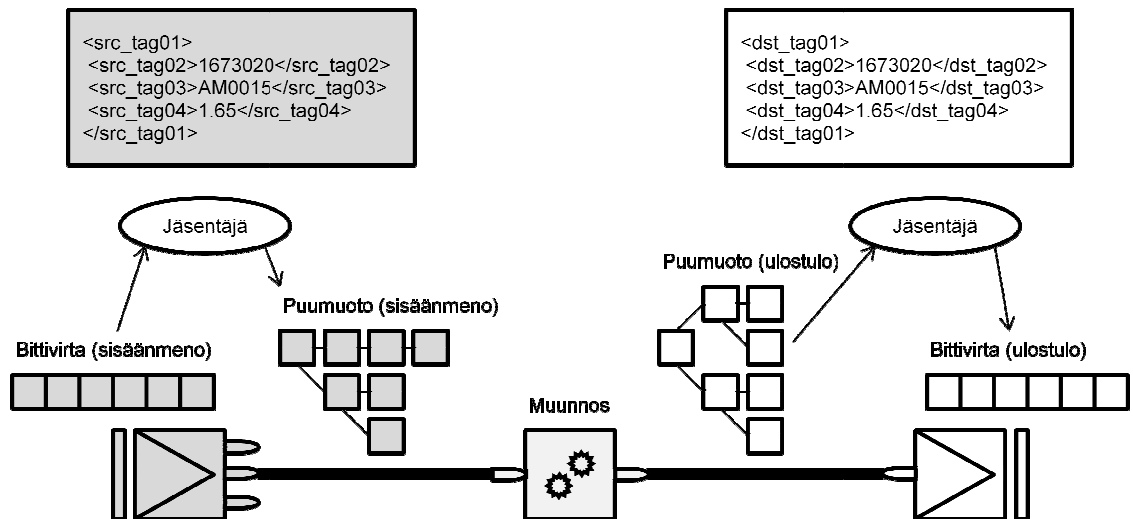 <src_tag01>
<src_tag02>1673020</src_tag02>
<src_tag03>AM0015</src_tag03>
<src_tag04>1.65</src_tag04>
</src_tag01>
<dst_tag01>
<dst_tag02>1673020</dst_tag02>
<dst_tag03>AM0015</dst_tag03>
<dst_tag04>1.65</dst_tag04>
</dst_tag01>
Jäsentäjä
Jäsentäjä
Puumuoto (ulostulo)
Puumuoto (sisäänmeno)
Bittivirta (sisäänmeno)
Bittivirta (ulostulo)
Muunnos